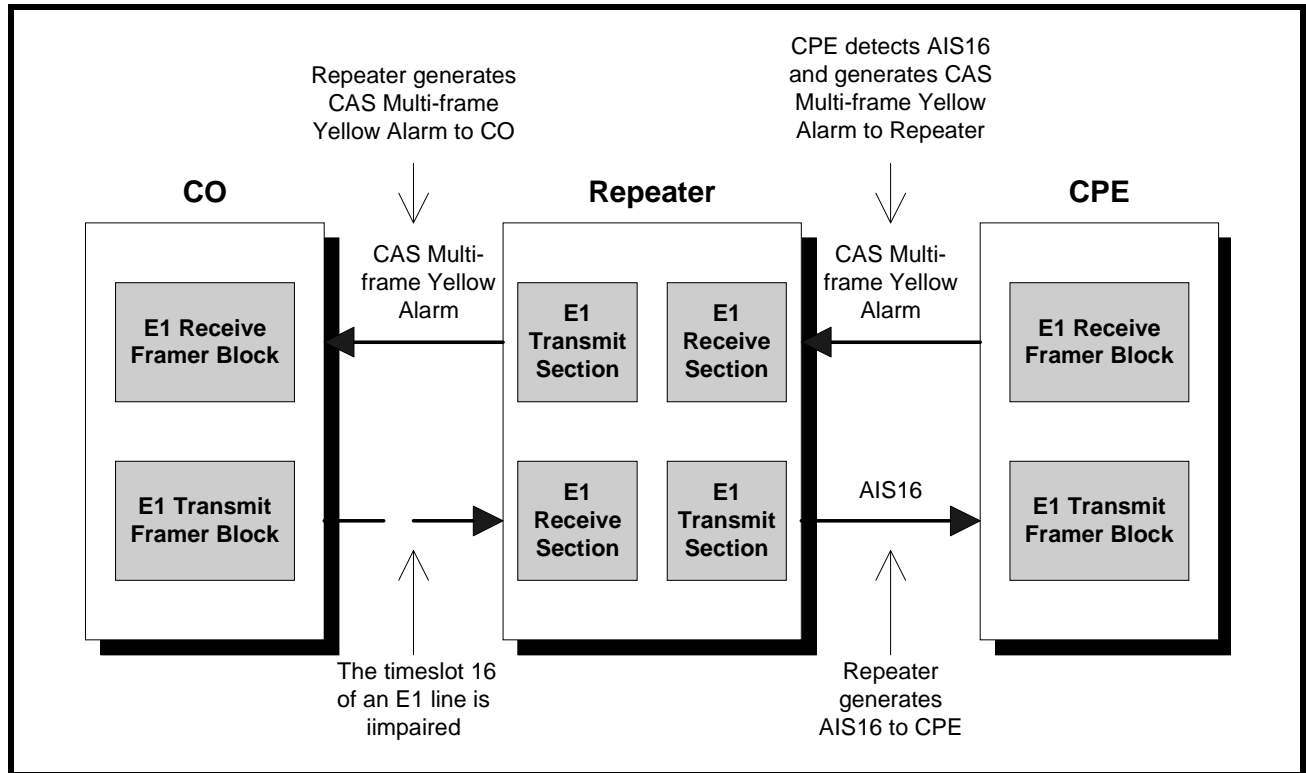 Repeater generates
CAS Multi-frame
Yellow Alarm to CO
CPE detects AIS16
and generates CAS
Multi-frame Yellow
Alarm to Repeater
CO
Repeater
CPE
CAS Multi-
frame Yellow
Alarm
CAS Multi-
frame Yellow
Alarm
E1 Receive
Framer Block
E1
Transmit
Section
E1
Receive
Section
E1 Receive
Framer Block
E1 Transmit
Framer Block
E1
Receive
Section
E1
Transmit
Section
AIS16
E1 Transmit
Framer Block
The timeslot 16
of an E1 line is
iimpaired
Repeater
generates
AIS16 to CPE